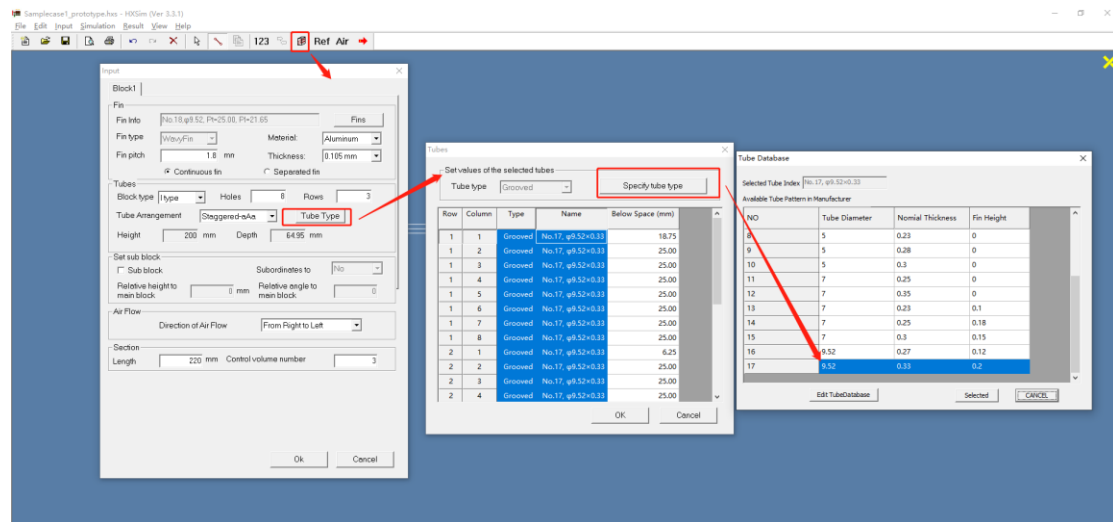 Samplecase1_prototype.hxs - HXSim (Ver 3.3.1)
File Edit Input Simulation Result View Help
123 Ref Air
Input
Block1
Fin
Fin Info No.18,φ9.52, Pt=25.00, Pl=21.65 Fins
Fin type WavyFin Material: Aluminum
Fin pitch 1.8 mn Thickness: 0.105 mm
Continuous fin Separated fin
Tubes
Block type I type Holes 8 Rows 3
Tube Arrangement Staggered-aAa Tube Type
Height 200 mm Depth 64.95 mm
Set sub block
Sub block Subordinates to No
Relative height to main block 0 mm Relative angle to main block 0
Air Flow
Direction of Air Flow From Right to Left
Section
Length 220 mm Control volume number 3
Ok Cancel
Tubes
Set values of the selected tubes
Tube type Grooved Specify tube type
Row Column Type Name Below Space (mm)
1 1 Grooved No.17, φ9.52×0.33 18.75
1 2 Grooved No.17, φ9.52×0.33 25.00
1 3 Grooved No.17, φ9.52×0.33 25.00
1 4 Grooved No.17, φ9.52×0.33 25.00
1 5 Grooved No.17, φ9.52×0.33 25.00
1 6 Grooved No.17, φ9.52×0.33 25.00
1 7 Grooved No.17, φ9.52×0.33 25.00
1 8 Grooved No.17, φ9.52×0.33 25.00
2 1 Grooved No.17, φ9.52×0.33 6.25
2 2 Grooved No.17, φ9.52×0.33 25.00
2 3 Grooved No.17, φ9.52×0.33 25.00
2 4 Grooved No.17, φ9.52×0.33 25.00
OK Cancel
Tube Database
Selected Tube Index No.17, φ9.52×0.33
Available Tube Pattern in Manufacturer
NO Tube Diameter Nomial Thickness Fin Height
8 5 0.23 0
9 5 0.28 0
10 5 0.3 0
11 7 0.25 0
12 7 0.35 0
13 7 0.23 0.1
14 7 0.25 0.18
15 7 0.3 0.15
16 9.52 0.27 0.12
17 9.52 0.33 0.2
Edit TubeDatabase Selected CANCEL